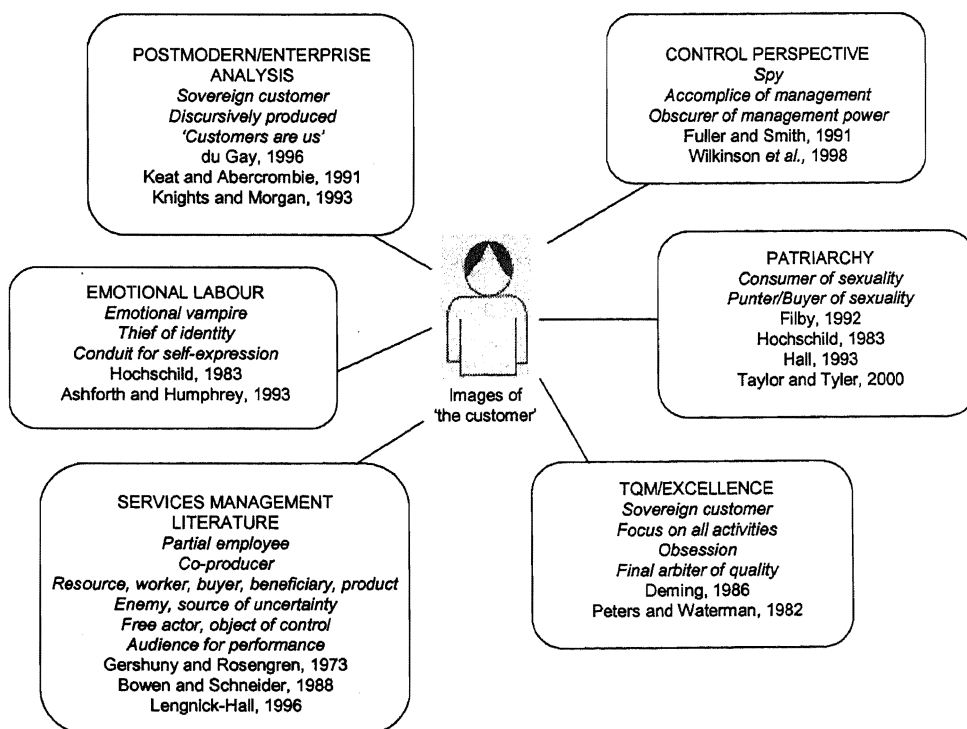 POSTMODERN/ENTERPRISE
ANALYSIS
Sovereign customer
Discursively produced
'Customers are us'
du Gay, 1996
Keat and Abercrombie, 1991
Knights and Morgan, 1993
CONTROL PERSPECTIVE
Spy
Accomplice of management
Obscurer of management power
Fuller and Smith, 1991
Wilkinson et al., 1998
EMOTIONAL LABOUR
Emotional vampire
Thief of identity
Conduit for self-expression
Hochschild, 1983
Ashforth and Humphrey, 1993
Images of
'the customer'
PATRIARCHY
Consumer of sexuality
Punter/Buyer of sexuality
Filby, 1992
Hochschild, 1983
Hall, 1993
Taylor and Tyler, 2000
SERVICES MANAGEMENT
LITERATURE
Partial employee
Co-producer
Resource, worker, buyer, beneficiary, product
Enemy, source of uncertainty
Free actor, object of control
Audience for performance
Gershuny and Rosengren, 1973
Bowen and Schneider, 1988
Lengnick-Hall, 1996
TQM/EXCELLENCE
Sovereign customer
Focus on all activities
Obsession
Final arbiter of quality
Deming, 1986
Peters and Waterman, 1982